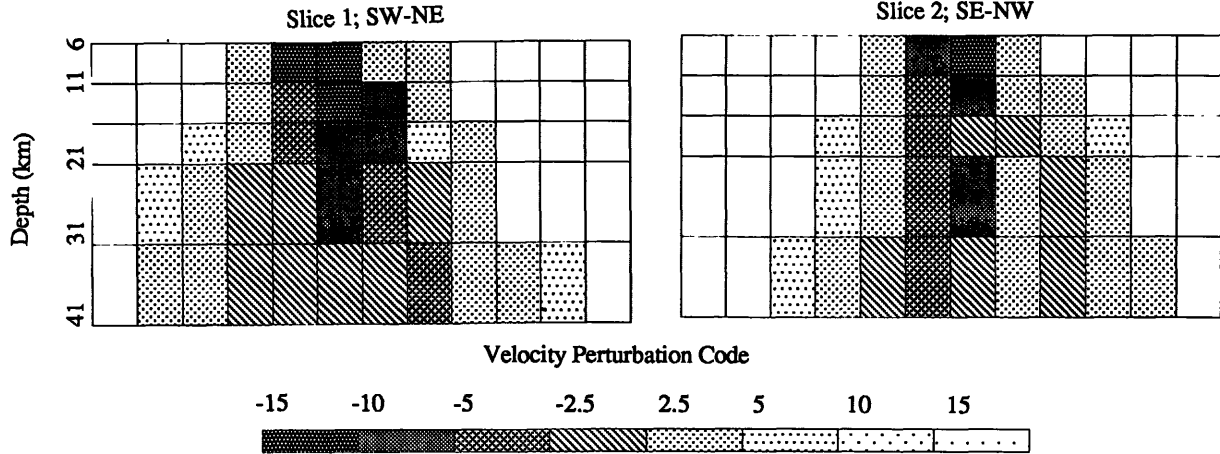 Slice 1; SW-NE
Slice 2; SE-NW
Depth (km)
6
11
21
31
41
Velocity Perturbation Code
-15 -10 -5 -2.5 2.5 5 10 15